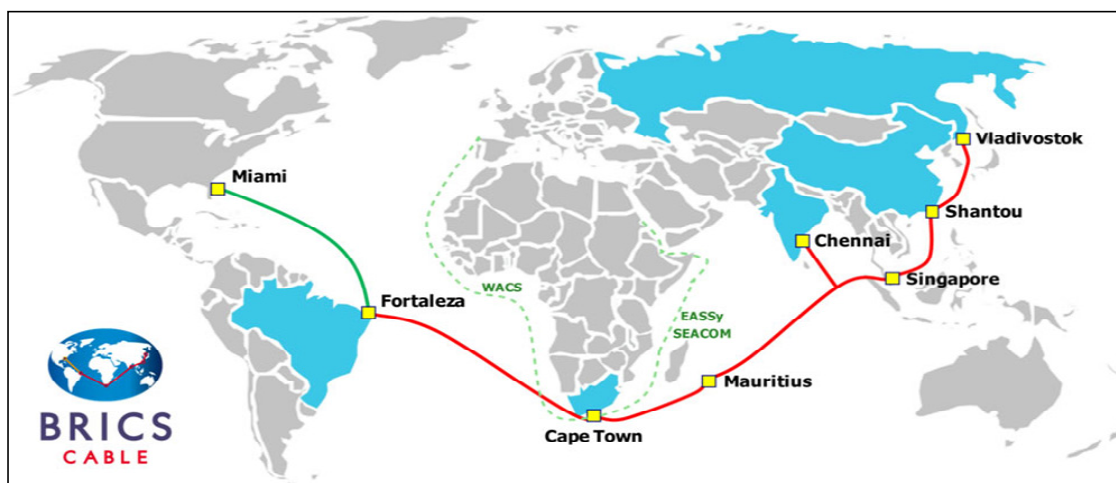 Vladivostok
Miami
Shantou
Chennai
Singapore
WACS
Fortaleza
EASSy
SEACOM
Mauritius
Cape Town
BRICS
CABLE